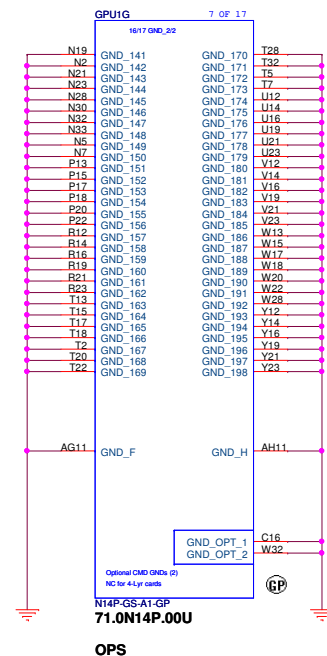 GPU1G 7 OF 17
16/17 GND_2/2
N19 GND_141 GND_170 T28
N2 GND_142 GND_171 T32
N21 GND_143 GND_172 T5
N23 GND_144 GND_173 T7
N28 GND_145 GND_174 U12
N30 GND_146 GND_175 U14
N32 GND_147 GND_176 U16
N33 GND_148 GND_177 U19
N5 GND_149 GND_178 U21
N7 GND_150 GND_179 U23
P13 GND_151 GND_180 V12
P15 GND_152 GND_181 V14
P17 GND_153 GND_182 V16
P18 GND_154 GND_183 V19
P20 GND_155 GND_184 V21
P22 GND_156 GND_185 V23
R12 GND_157 GND_186 W13
R14 GND_158 GND_187 W15
R16 GND_159 GND_188 W17
R19 GND_160 GND_189 W18
R21 GND_161 GND_190 W20
R23 GND_162 GND_191 W22
T13 GND_163 GND_192 W28
T15 GND_164 GND_193 Y12
T17 GND_165 GND_194 Y14
T18 GND_166 GND_195 Y16
T2 GND_167 GND_196 Y19
T20 GND_168 GND_197 Y21
T22 GND_169 GND_198 Y23
AG11 GND_F GND_H AH11
GND_OPT_1 C16
GND_OPT_2 W32
Optional CMD GNDs (2)
NC for 4-Lyr cards
GP
N14P-GS-A1-GP
71.0N14P.00U
OPS